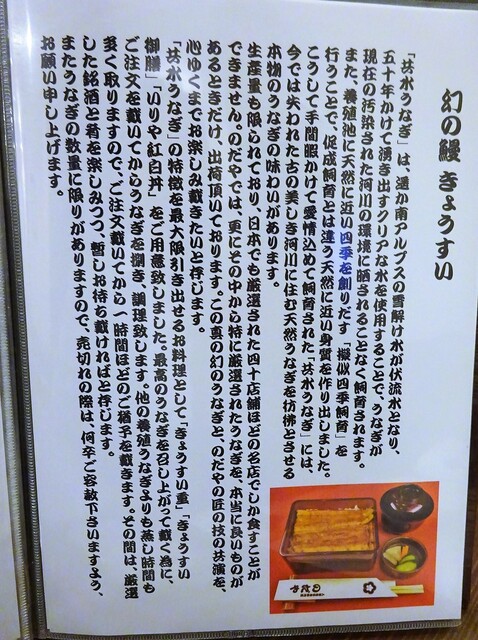 幻の鰻 きょうすい
「共水うなぎ」は、遥か南アルプスの雪解け水が伏流水となり、
五十年かけて湧き出すクリアな水を使用することで、うなぎが
現在の汚染された河川の環境に晒されることなく飼育されます。
また、養殖池に天然に近い四季を創りだす「擬似四季飼育」を
行うことで、促成飼育とは違う天然に近い身質を作り出しました。
こうして手間暇かけて愛情込めて飼育された「共水うなぎ」には、
今では失われた古の美しき河川に住む天然うなぎを彷彿とさせる
本物のうなぎの味わいがあります。
生産量も限られており、日本でも厳選された四十店舗ほどの名店でしか食すことが
できません。のだやでは、更にその中から特に厳選されたうなぎを、本当に良いものが
あるときだけ、出荷頂いております。この真の幻のうなぎと、のだやの匠の技の共演を、
心ゆくまでお楽しみ戴きたいと存じます。
「共水うなぎ」の特徴を最大限引き出せるお料理として「きょうすい重」「きょうすい
御膳」「いりや紅白丼」をご用意致しました。最高のうなぎを召し上がって戴く為に、
ご注文を戴いてからうなぎを捌き、調理致します。他の養殖うなぎよりも蒸し時間も
多く取りますので、ご注文戴いてから一時間ほどのご猶予を戴きます。その間は、厳選
した銘酒と肴を楽しみつつ、暫しお待ち戴ければと存じます。
またうなぎの数量に限りがありますので、売切れの際は、何卒ご容赦下さいますよう、
お願い申し上げます。